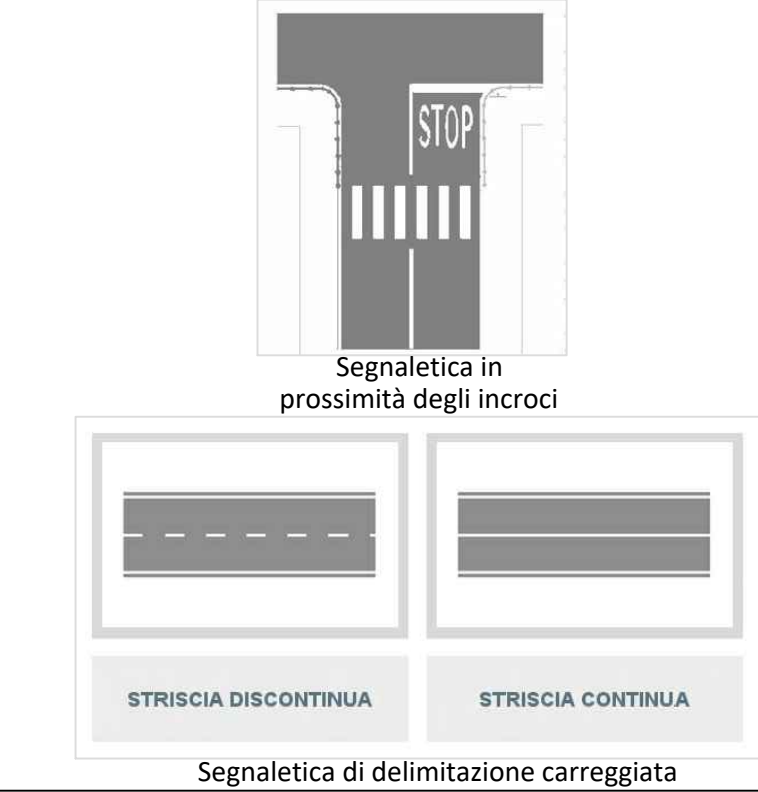 STOP
Segnaletica in
prossimità degli incroci
STRISCIA DISCONTINUA
STRISCIA CONTINUA
Segnaletica di delimitazione carreggiata